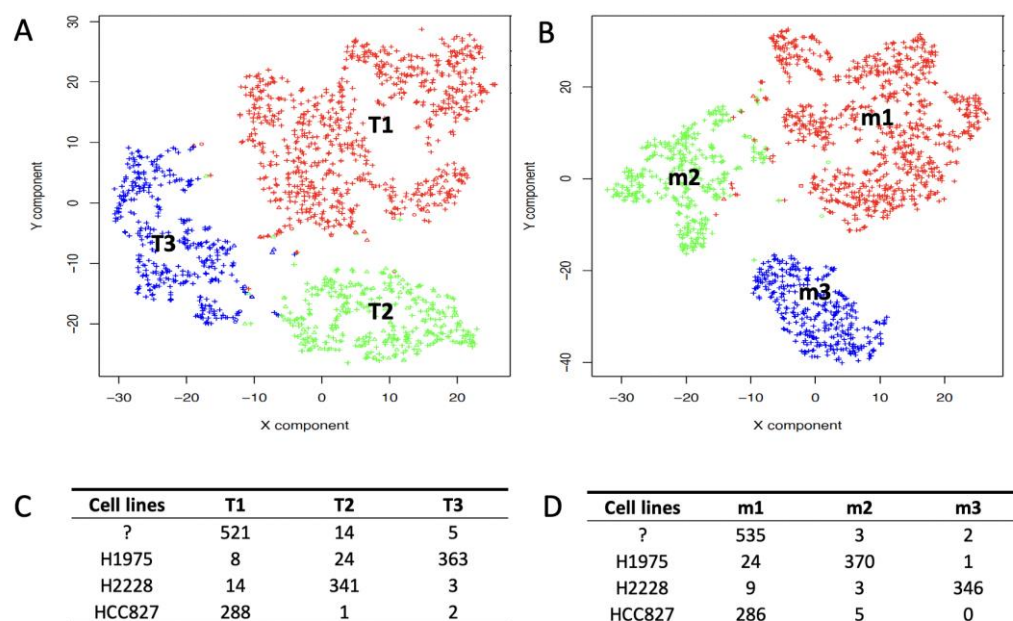 A
30
20
10
0
−10
−20
Y component
T1
T3
T2
−30 −20 −10 0 10 20
X component
B
20
0
−20
−40
Y component
m1
m2
m3
−30 −20 −10 0 10 20
X component
C
Cell lines T1 T2 T3
? 521 14 5
H1975 8 24 363
H2228 14 341 3
HCC827 288 1 2
D
Cell lines m1 m2 m3
? 535 3 2
H1975 24 370 1
H2228 9 3 346
HCC827 286 5 0